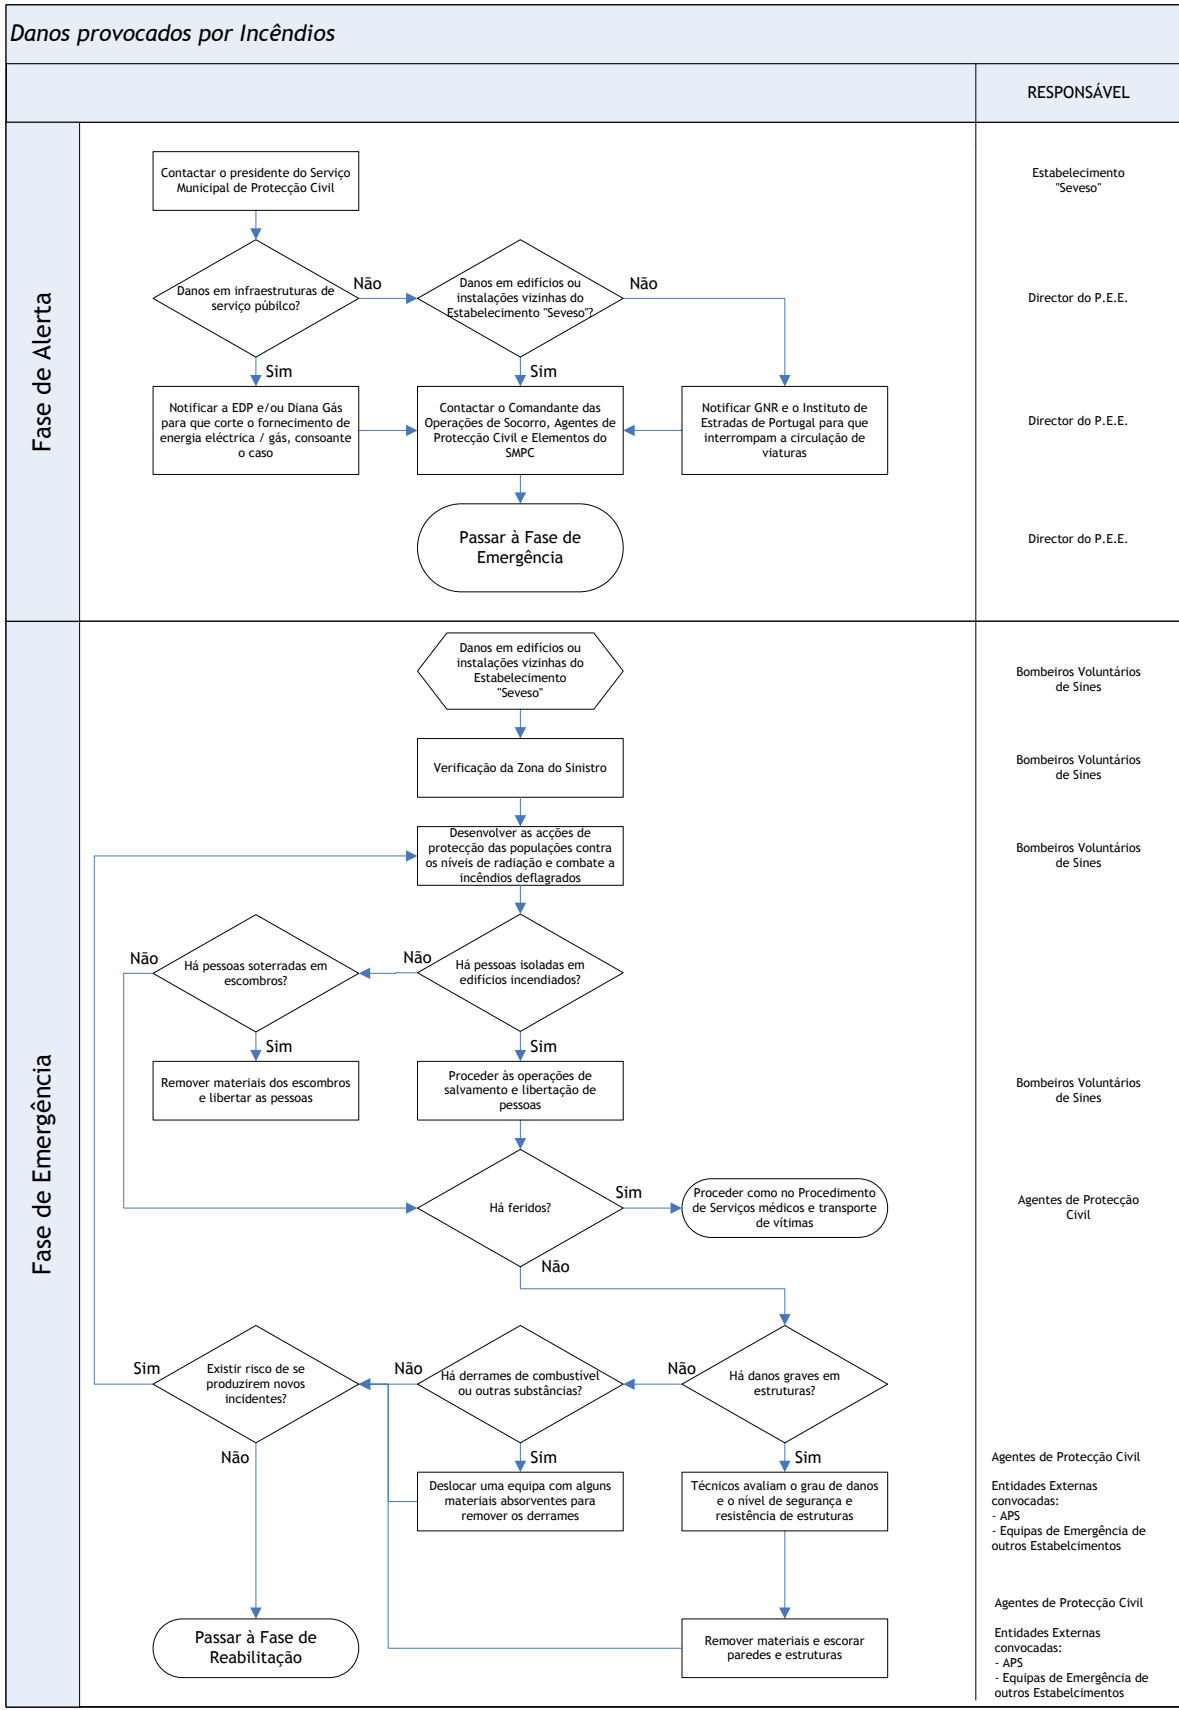 Danos provocados por Incêndios
RESPONSÁVEL
Fase de Alerta
Contactar o presidente do Serviço
Municipal de Protecção Civil
Estabelecimento
"Seveso"
Danos em infraestruturas de
serviço púbilco?
Não
Danos em edifícios ou
instalações vizinhas do
Estabelecimento "Seveso"?
Não
Director do P.E.E.
Sim
Sim
Notificar a EDP e/ou Diana Gás
para que corte o fornecimento de
energia eléctrica / gás, consoante
o caso
Contactar o Comandante das
Operações de Socorro, Agentes de
Protecção Civil e Elementos do
SMPC
Notificar GNR e o Instituto de
Estradas de Portugal para que
interrompam a circulação de
viaturas
Director do P.E.E.
Passar à Fase de
Emergência
Director do P.E.E.
Fase de Emergência
Danos em edifícios ou
instalações vizinhas do
Estabelecimento
"Seveso"
Bombeiros Voluntários
de Sines
Verificação da Zona do Sinistro
Bombeiros Voluntários
de Sines
Desenvolver as acções de
protecção das populações contra
os níveis de radiação e combate a
incêndios deflagrados
Bombeiros Voluntários
de Sines
Não
Há pessoas soterradas em
escombros?
Não
Há pessoas isoladas em
edifícios incendiados?
Sim
Sim
Remover materiais dos escombros
e libertar as pessoas
Proceder às operações de
salvamento e libertação de
pessoas
Bombeiros Voluntários
de Sines
Há feridos?
Sim
Proceder como no Procedimento
de Serviços médicos e transporte
de vítimas
Agentes de Protecção
Civil
Não
Sim
Existir risco de se
produzirem novos
incidentes?
Não
Há derrames de combustível
ou outras substâncias?
Não
Há danos graves em
estruturas?
Não
Sim
Sim
Deslocar uma equipa com alguns
materiais absorventes para
remover os derrames
Técnicos avaliam o grau de danos
e o nível de segurança e
resistência de estruturas
Agentes de Protecção Civil
Entidades Externas
convocadas:
- APS
- Equipas de Emergência de
outros Estabelcimentos
Passar à Fase de
Reabilitação
Remover materiais e escorar
paredes e estruturas
Agentes de Protecção Civil
Entidades Externas
convocadas:
- APS
- Equipas de Emergência de
outros Estabelcimentos